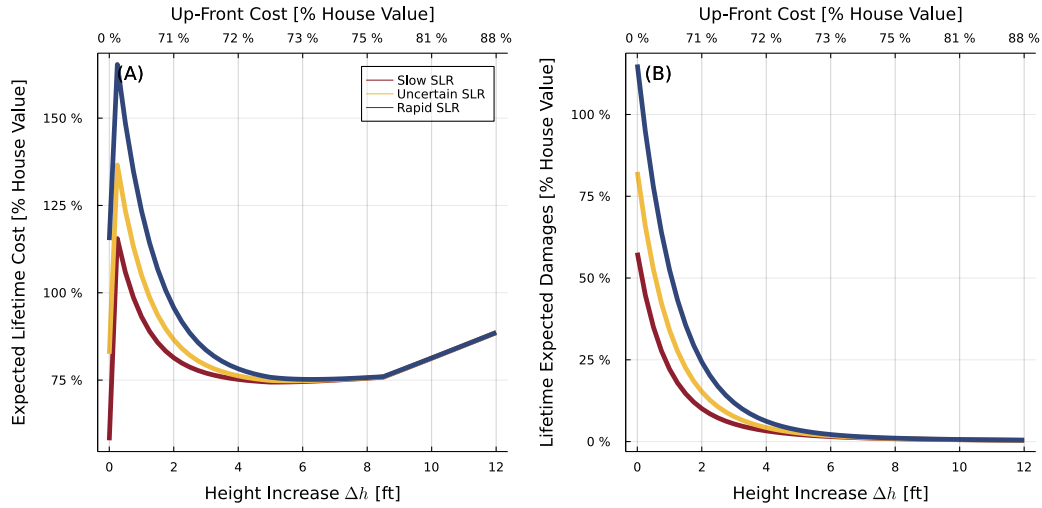 Up-Front Cost [% House Value]
0 % 71 % 72 % 73 % 75 % 81 % 88 %
(A)
Slow SLR
Uncertain SLR
Rapid SLR
150 %
125 %
100 %
75 %
Expected Lifetime Cost [% House Value]
0 2 4 6 8 10 12
Height Increase Δh [ft]
Up-Front Cost [% House Value]
0 % 71 % 72 % 73 % 75 % 81 % 88 %
(B)
100 %
75 %
50 %
25 %
0 %
Lifetime Expected Damages [% House Value]
0 2 4 6 8 10 12
Height Increase Δh [ft]